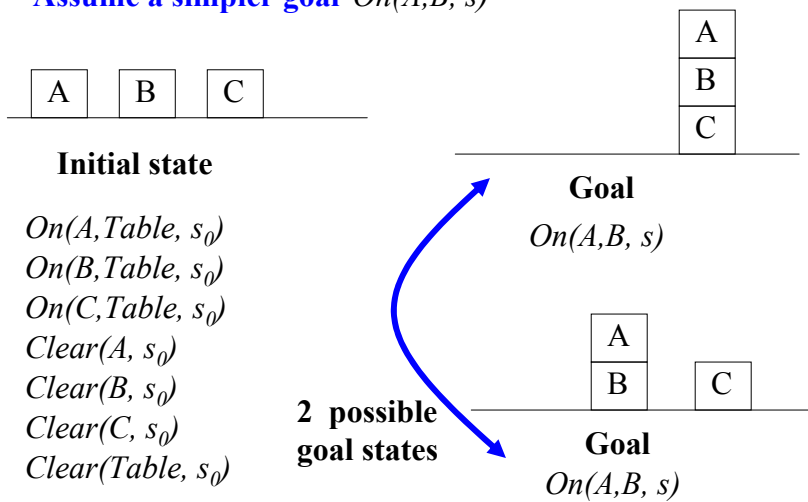 Assume a simpler goal On(A,B, s)
A B C
Initial state
On(A,Table, s₀)
On(B,Table, s₀)
On(C,Table, s₀)
Clear(A, s₀)
Clear(B, s₀)
Clear(C, s₀)
Clear(Table, s₀)
A
B
C
Goal
On(A,B, s)
2 possible
goal states
A
B C
Goal
On(A,B, s)